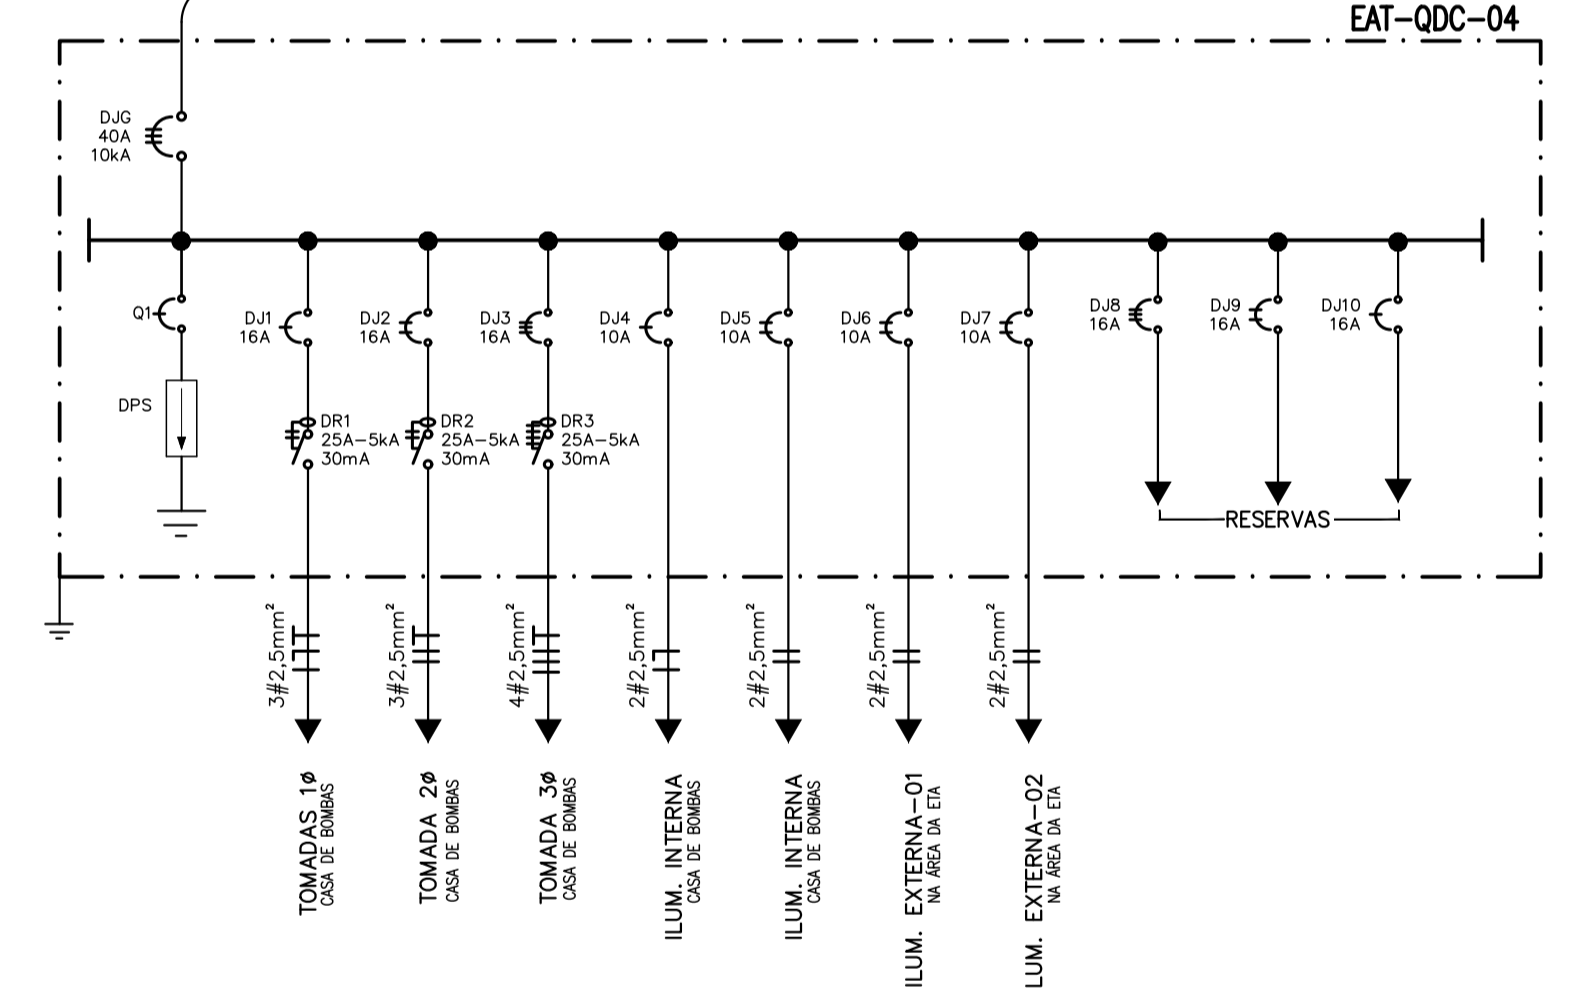 EAT-QDC-04
DJG
40A
10kA
Q1
DPS
DJ1
16A
DJ2
16A
DJ3
16A
DJ4
10A
DJ5
10A
DJ6
10A
DJ7
10A
DJ8
16A
DJ9
16A
DJ10
16A
DR1
25A-5kA
30mA
DR2
25A-5kA
30mA
DR3
25A-5kA
30mA
RESERVAS
3#2,5mm²
3#2,5mm²
4#2,5mm²
2#2,5mm²
2#2,5mm²
2#2,5mm²
2#2,5mm²
TOMADAS 1ø
CASA DE BOMBAS
TOMADA 2ø
CASA DE BOMBAS
TOMADA 3ø
CASA DE BOMBAS
ILUM. INTERNA
CASA DE BOMBAS
ILUM. INTERNA
CASA DE BOMBAS
ILUM. EXTERNA-01
NA ÁREA DA ETA
LUM. EXTERNA-02
NA ÁREA DA ETA